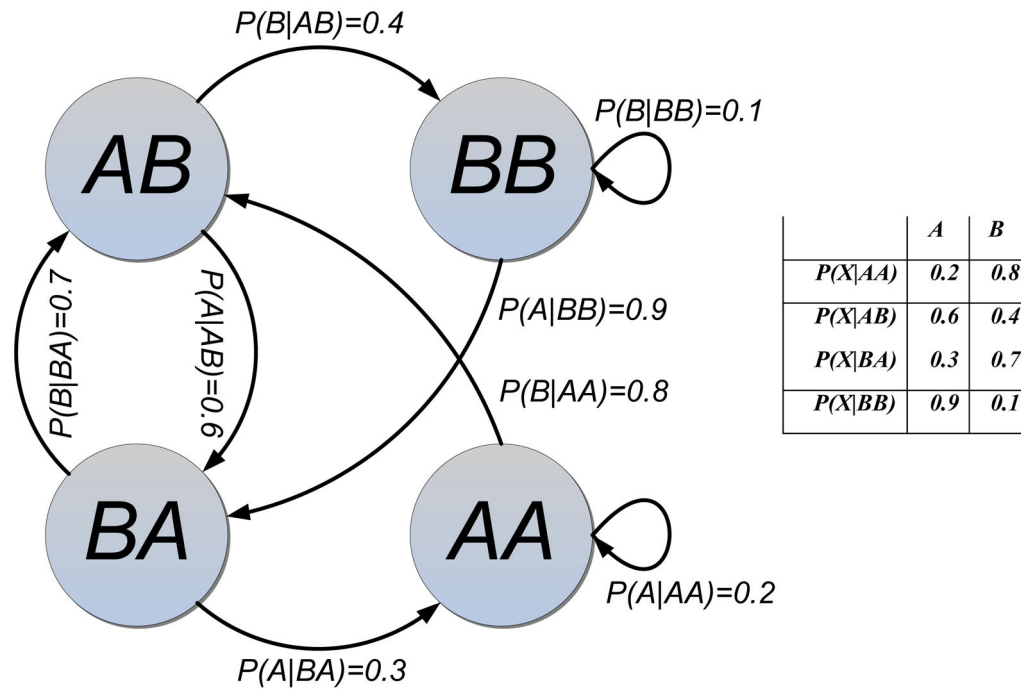 P(B|AB)=0.4
AB
BB
P(B|BB)=0.1
P(B|BA)=0.7
P(A|AB)=0.6
P(A|BB)=0.9
P(B|AA)=0.8
BA
AA
P(A|AA)=0.2
P(A|BA)=0.3
A B
P(X|AA) 0.2 0.8
P(X|AB) 0.6 0.4
P(X|BA) 0.3 0.7
P(X|BB) 0.9 0.1